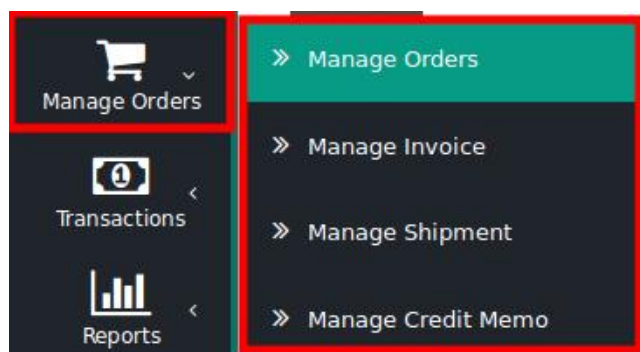 Manage Orders
Transactions
Reports
» Manage Orders
» Manage Invoice
» Manage Shipment
» Manage Credit Memo